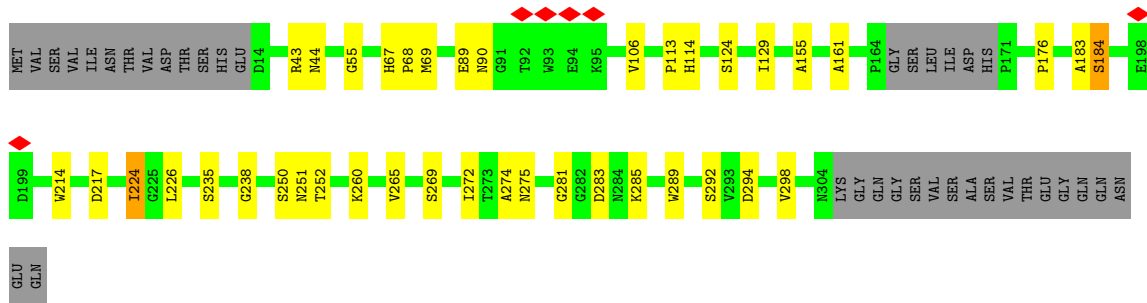 MET VAL SER VAL ILE ASN THR VAL ASP THR SER HIS GLU D14 R43 N44 G55 H67 P68 M69 E89 N90 G91 T92 W93 E94 K95 V106 P113 H114 S124 I129 A155 A161 P164 GLY SER LEU ILE ASP HIS P171 P176 A183 S184 E198
D199 W214 D217 I224 G225 L226 S235 G238 S250 N251 T252 K260 V265 S269 I272 T273 A274 N275 G281 G282 D283 N284 K285 W289 S292 V293 D294 V298 N304 LYS GLY GLN GLY SER VAL SER ALA SER VAL THR GLU GLY GLN GLN ASN
GLU GLN